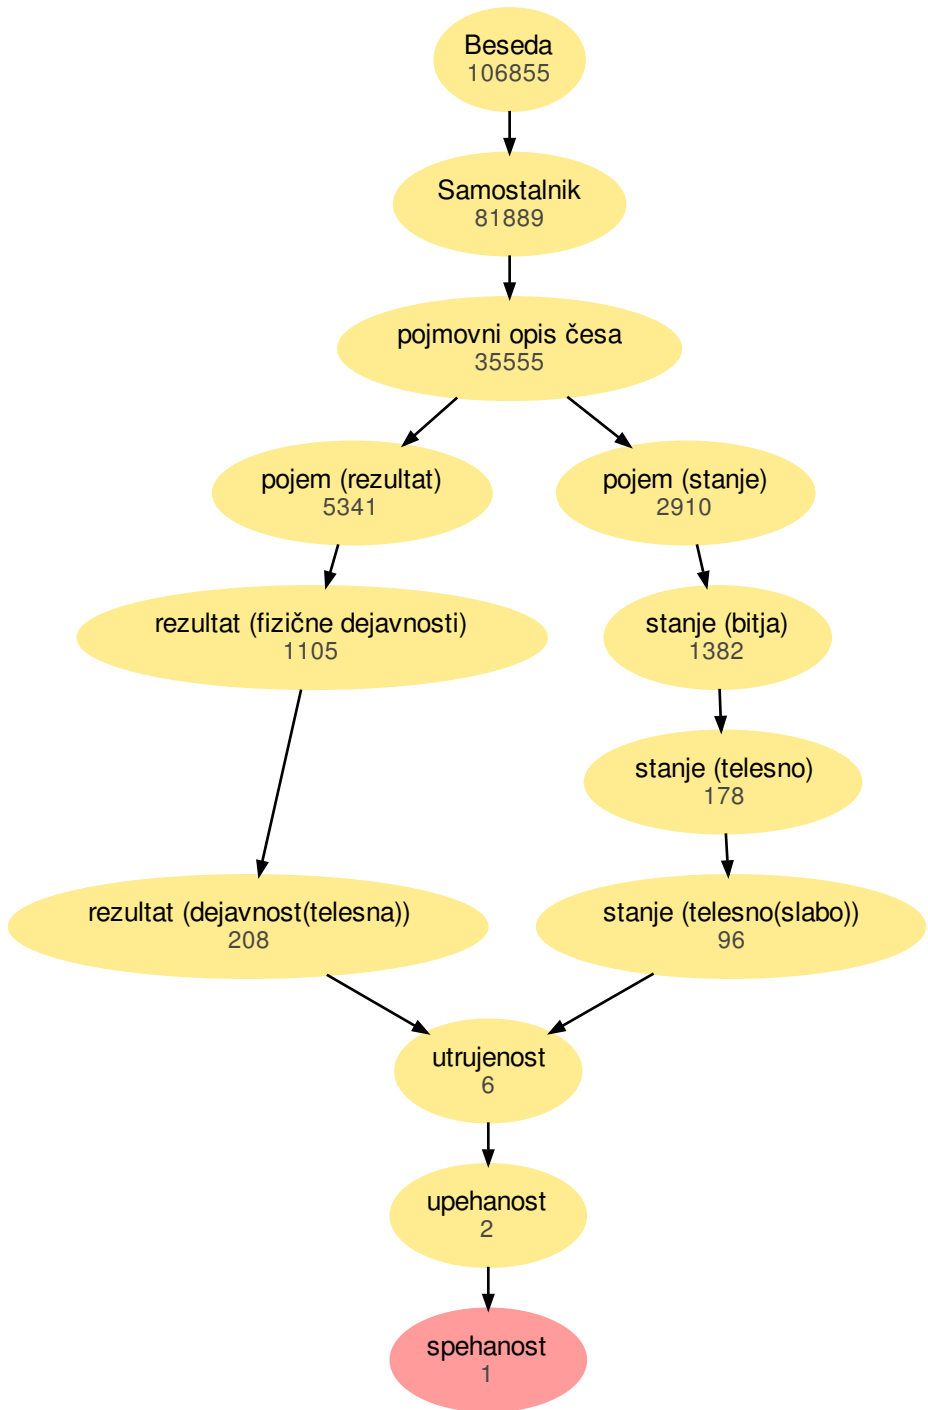 Beseda
106855
Samostalnik
81889
pojmovni opis česa
35555
pojem (rezultat)
5341
pojem (stanje)
2910
rezultat (fizične dejavnosti)
1105
stanje (bitja)
1382
stanje (telesno)
178
rezultat (dejavnost(telesna))
208
stanje (telesno(slabo))
96
utrujenost
6
upehanost
2
spehanost
1